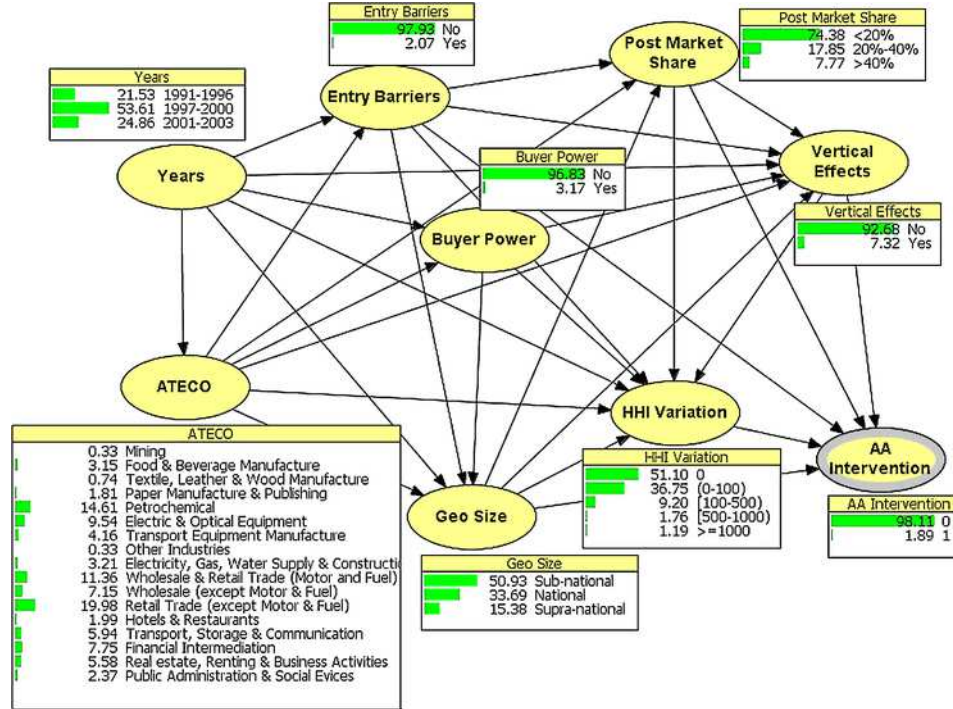 Entry Barriers
97.93 No
2.07 Yes
Post Market Share
74.38 <20%
17.85 20%-40%
7.77 >40%
Years
21.53 1991-1996
53.61 1997-2000
24.86 2001-2003
Entry Barriers
Post Market
Share
Years
Buyer Power
96.83 No
3.17 Yes
Vertical
Effects
Buyer Power
Vertical Effects
92.68 No
7.32 Yes
ATECO
HHI Variation
AA
Intervention
Geo Size
ATECO
0.33 Mining
3.15 Food & Beverage Manufacture
0.74 Textile, Leather & Wood Manufacture
1.81 Paper Manufacture & Publishing
14.61 Petrochemical
9.54 Electric & Optical Equipment
4.16 Transport Equipment Manufacture
0.33 Other Industries
3.21 Electricity, Gas, Water Supply & Constructi
11.36 Wholesale & Retail Trade (Motor and Fuel)
7.15 Wholesale (except Motor & Fuel)
19.98 Retail Trade (except Motor & Fuel)
1.99 Hotels & Restaurants
5.94 Transport, Storage & Communication
7.75 Financial Intermediation
5.58 Real estate, Renting & Business Activities
2.37 Public Administration & Social Evices
HHI Variation
51.10 0
36.75 (0-100)
9.20 [100-500)
1.76 [500-1000)
1.19 >=1000
AA Intervention
98.11 0
1.89 1
Geo Size
50.93 Sub-national
33.69 National
15.38 Supra-national